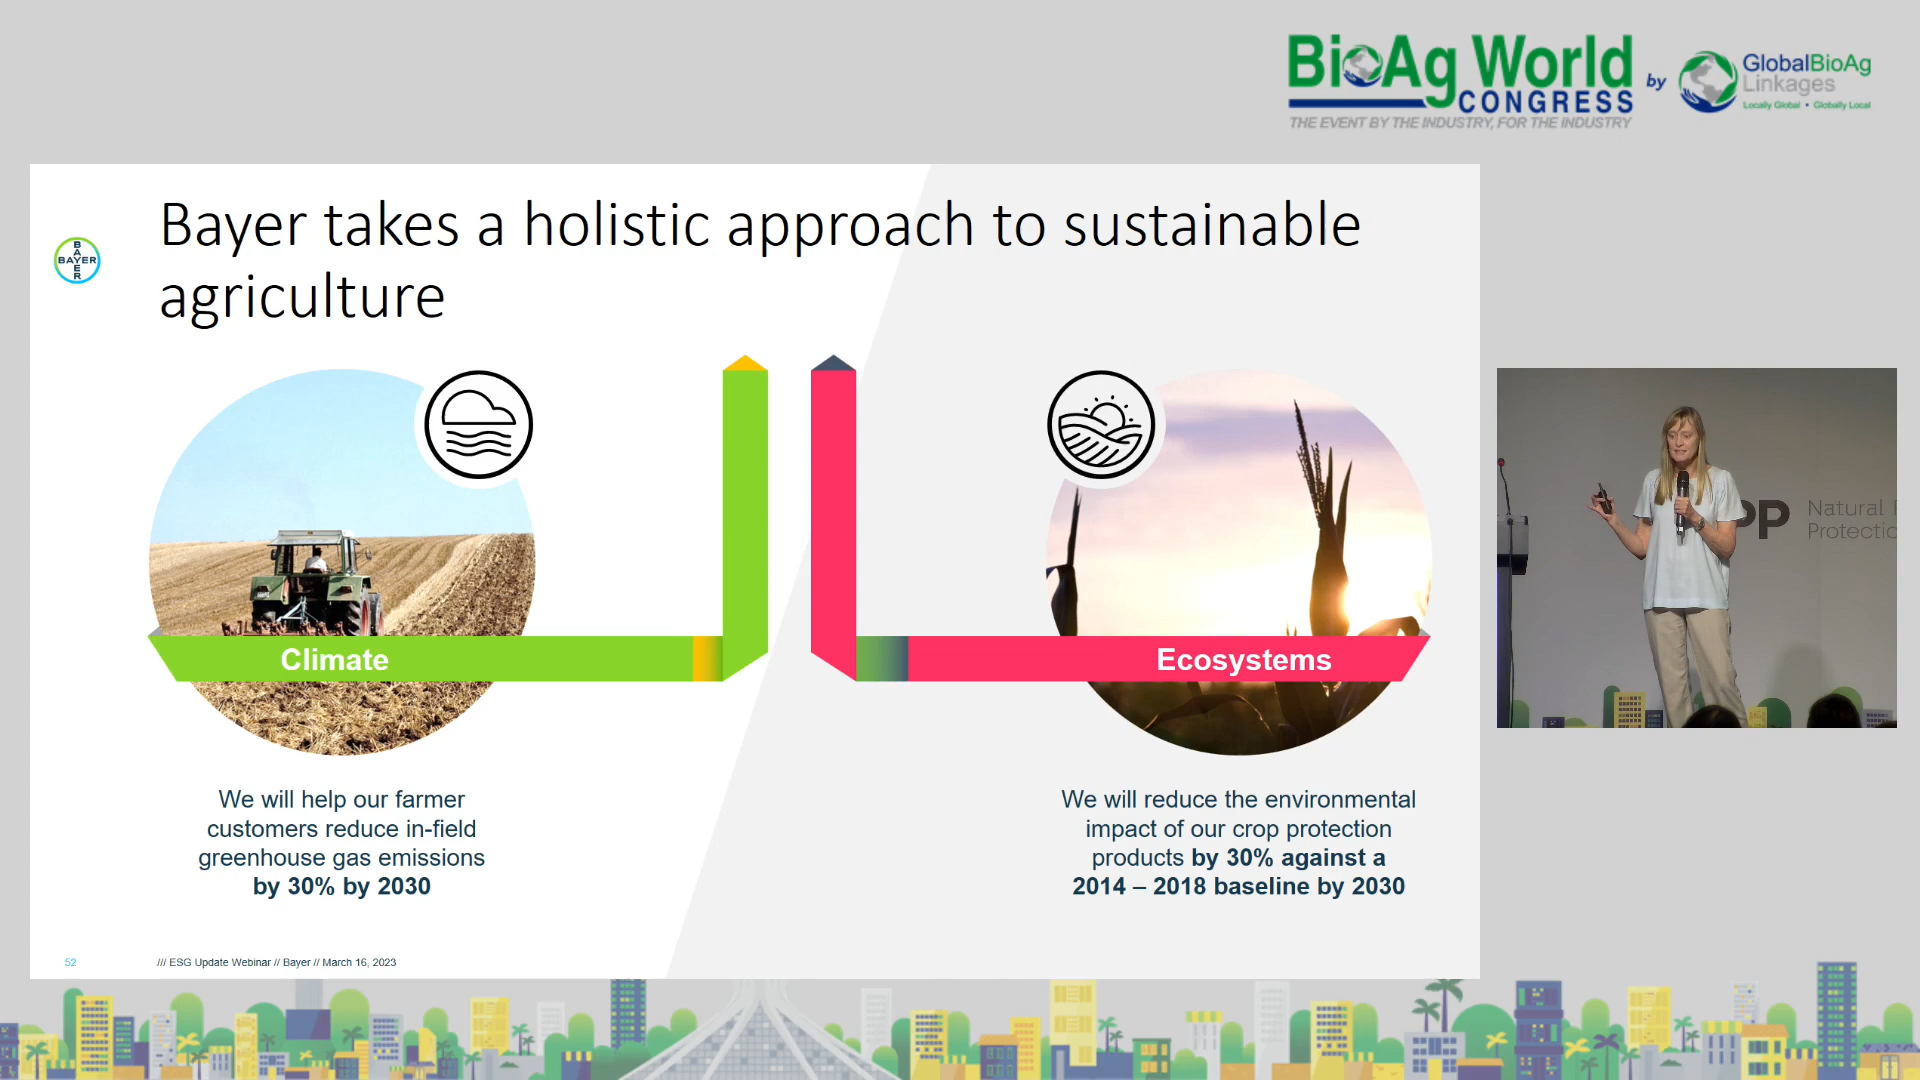 BioAg World
CONGRESS
THE EVENT BY THE INDUSTRY, FOR THE INDUSTRY
by
GlobalBioAg
Linkages
Locally Global • Globally Local
Bayer takes a holistic approach to sustainable
agriculture
BAYER
BAYER
Climate
Ecosystems
We will help our farmer
customers reduce in-field
greenhouse gas emissions
by 30% by 2030
We will reduce the environmental
impact of our crop protection
products by 30% against a
2014 – 2018 baseline by 2030
52
/// ESG Update Webinar // Bayer // March 16, 2023
PP
Natural
Protectio